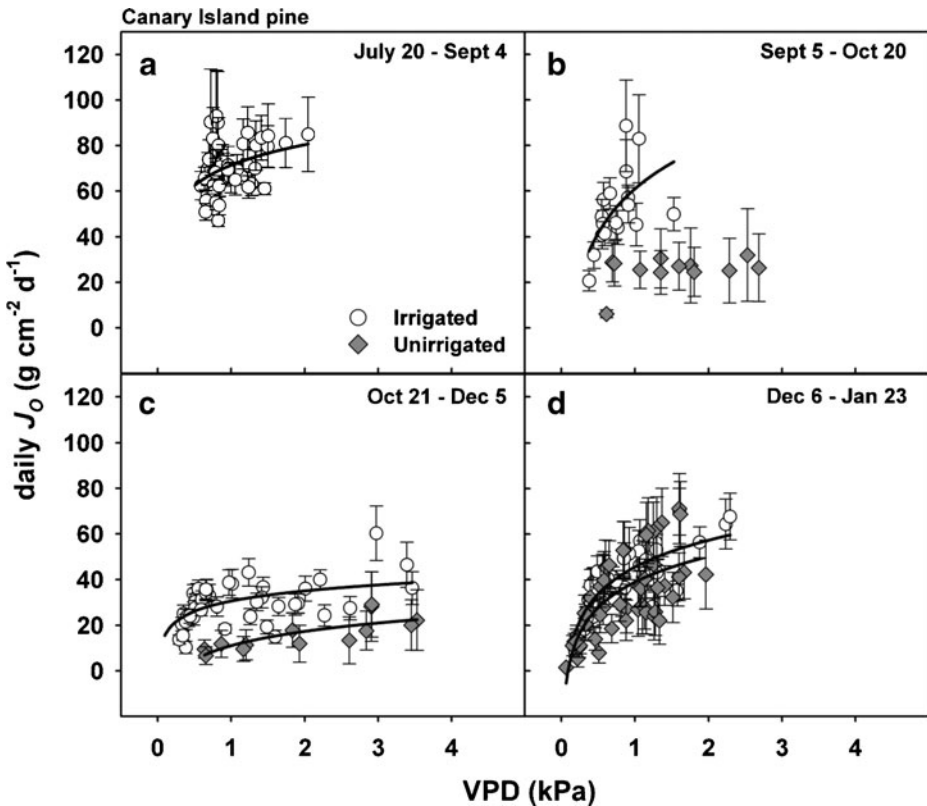 Canary Island pine
a
July 20 - Sept 4
b
Sept 5 - Oct 20
120
100
80
60
40
20
0
Irrigated
Unirrigated
c
Oct 21 - Dec 5
d
Dec 6 - Jan 23
120
100
80
60
40
20
0
daily J_O (g cm⁻² d⁻¹)
0 1 2 3 4 0 1 2 3 4
VPD (kPa)